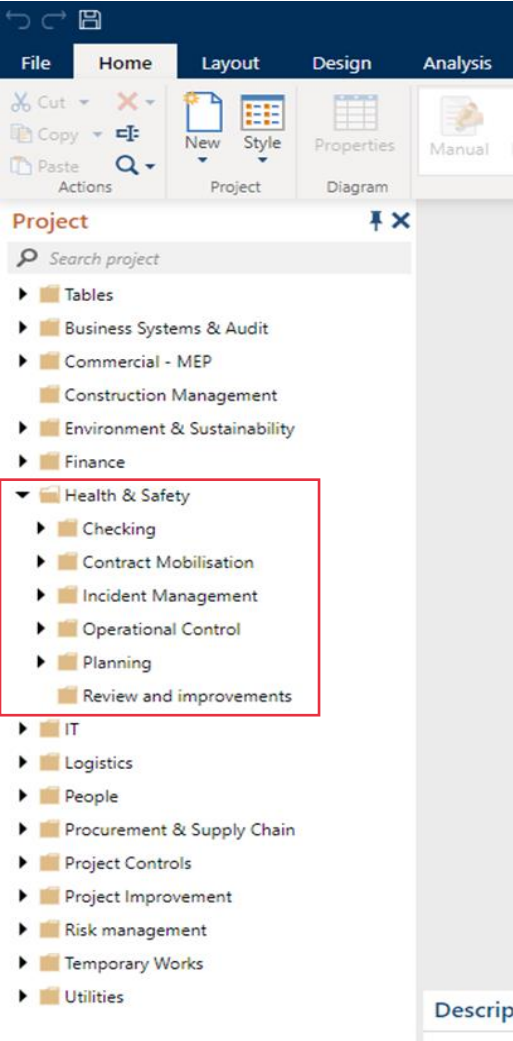 File Home Layout Design Analysis
Cut
Copy
Paste
New Style
Properties
Manual
Actions Project Diagram
Project
Search project
Tables
Business Systems & Audit
Commercial - MEP
Construction Management
Environment & Sustainability
Finance
Health & Safety
Checking
Contract Mobilisation
Incident Management
Operational Control
Planning
Review and improvements
IT
Logistics
People
Procurement & Supply Chain
Project Controls
Project Improvement
Risk management
Temporary Works
Utilities
Descrip